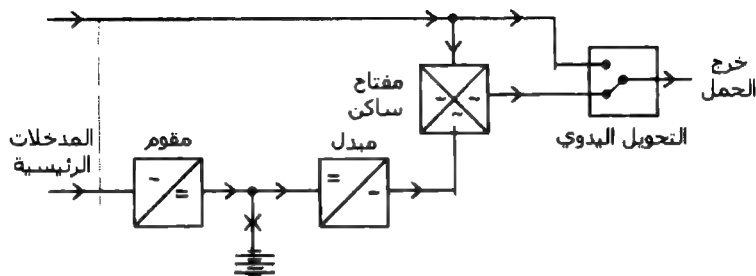 مفتاح
ساكن
خرج
الحمل
التحويل اليدوي
المدخلات
الرئيسية
مقوم
مبدل